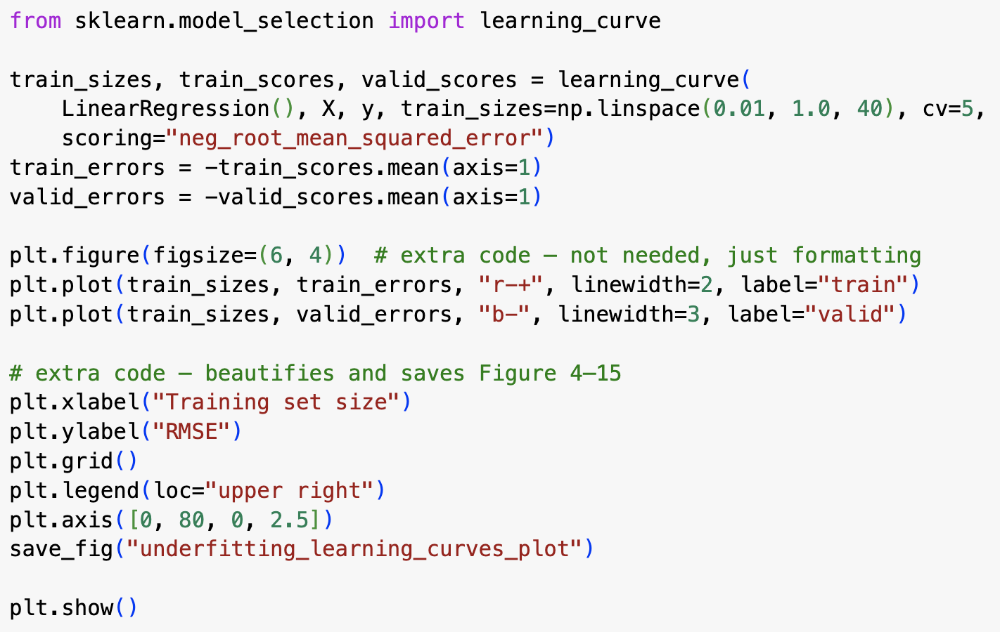 from sklearn.model_selection import learning_curve

train_sizes, train_scores, valid_scores = learning_curve(
    LinearRegression(), X, y, train_sizes=np.linspace(0.01, 1.0, 40), cv=5,
    scoring="neg_root_mean_squared_error")
train_errors = -train_scores.mean(axis=1)
valid_errors = -valid_scores.mean(axis=1)

plt.figure(figsize=(6, 4))  # extra code – not needed, just formatting
plt.plot(train_sizes, train_errors, "r-+", linewidth=2, label="train")
plt.plot(train_sizes, valid_errors, "b-", linewidth=3, label="valid")

# extra code – beautifies and saves Figure 4–15
plt.xlabel("Training set size")
plt.ylabel("RMSE")
plt.grid()
plt.legend(loc="upper right")
plt.axis([0, 80, 0, 2.5])
save_fig("underfitting_learning_curves_plot")

plt.show()